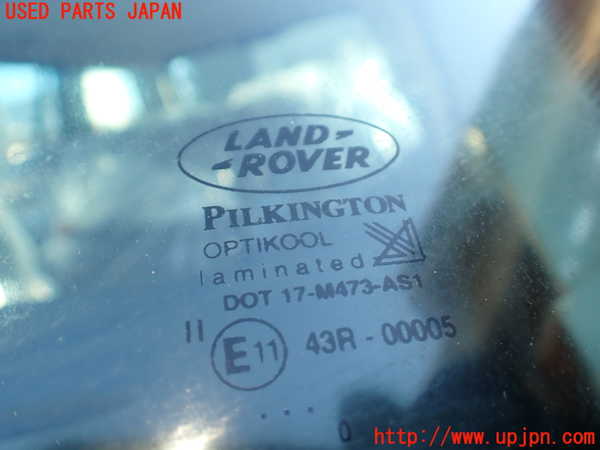 USED PARTS JAPAN
LAND-
-ROVER
PILKINGTON
OPTIKOOL
laminated
DOT 17-M473-AS1
II
E11 43R-00005
...
0
http://www.upjpn.com/